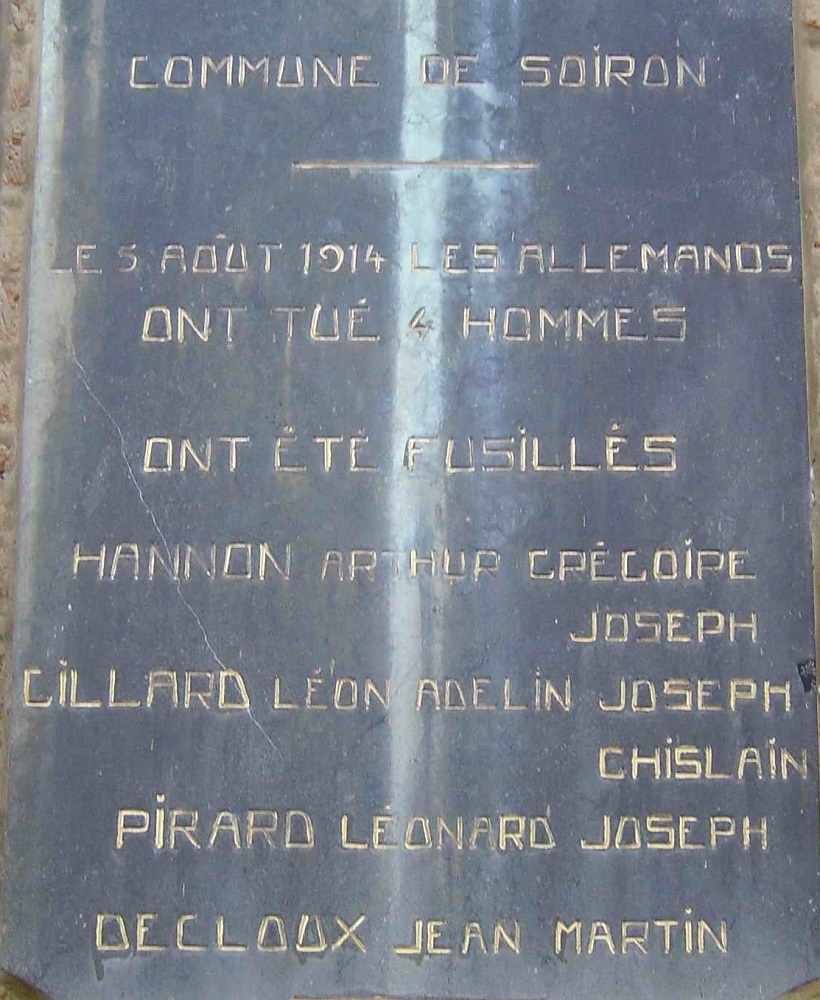 COMMUNE DE SOIRON
LE 5 AOÛT 1914 LES ALLEMANDS
ONT TUÉ 4 HOMMES
ONT ÉTÉ FUSILLÉS
HANNON ARTHUR GRÉGOIRE
JOSEPH
GILLARD LÉON ADELIN JOSEPH
GHISLAIN
PIRARD LÉONARD JOSEPH
DECLOUX JEAN MARTIN